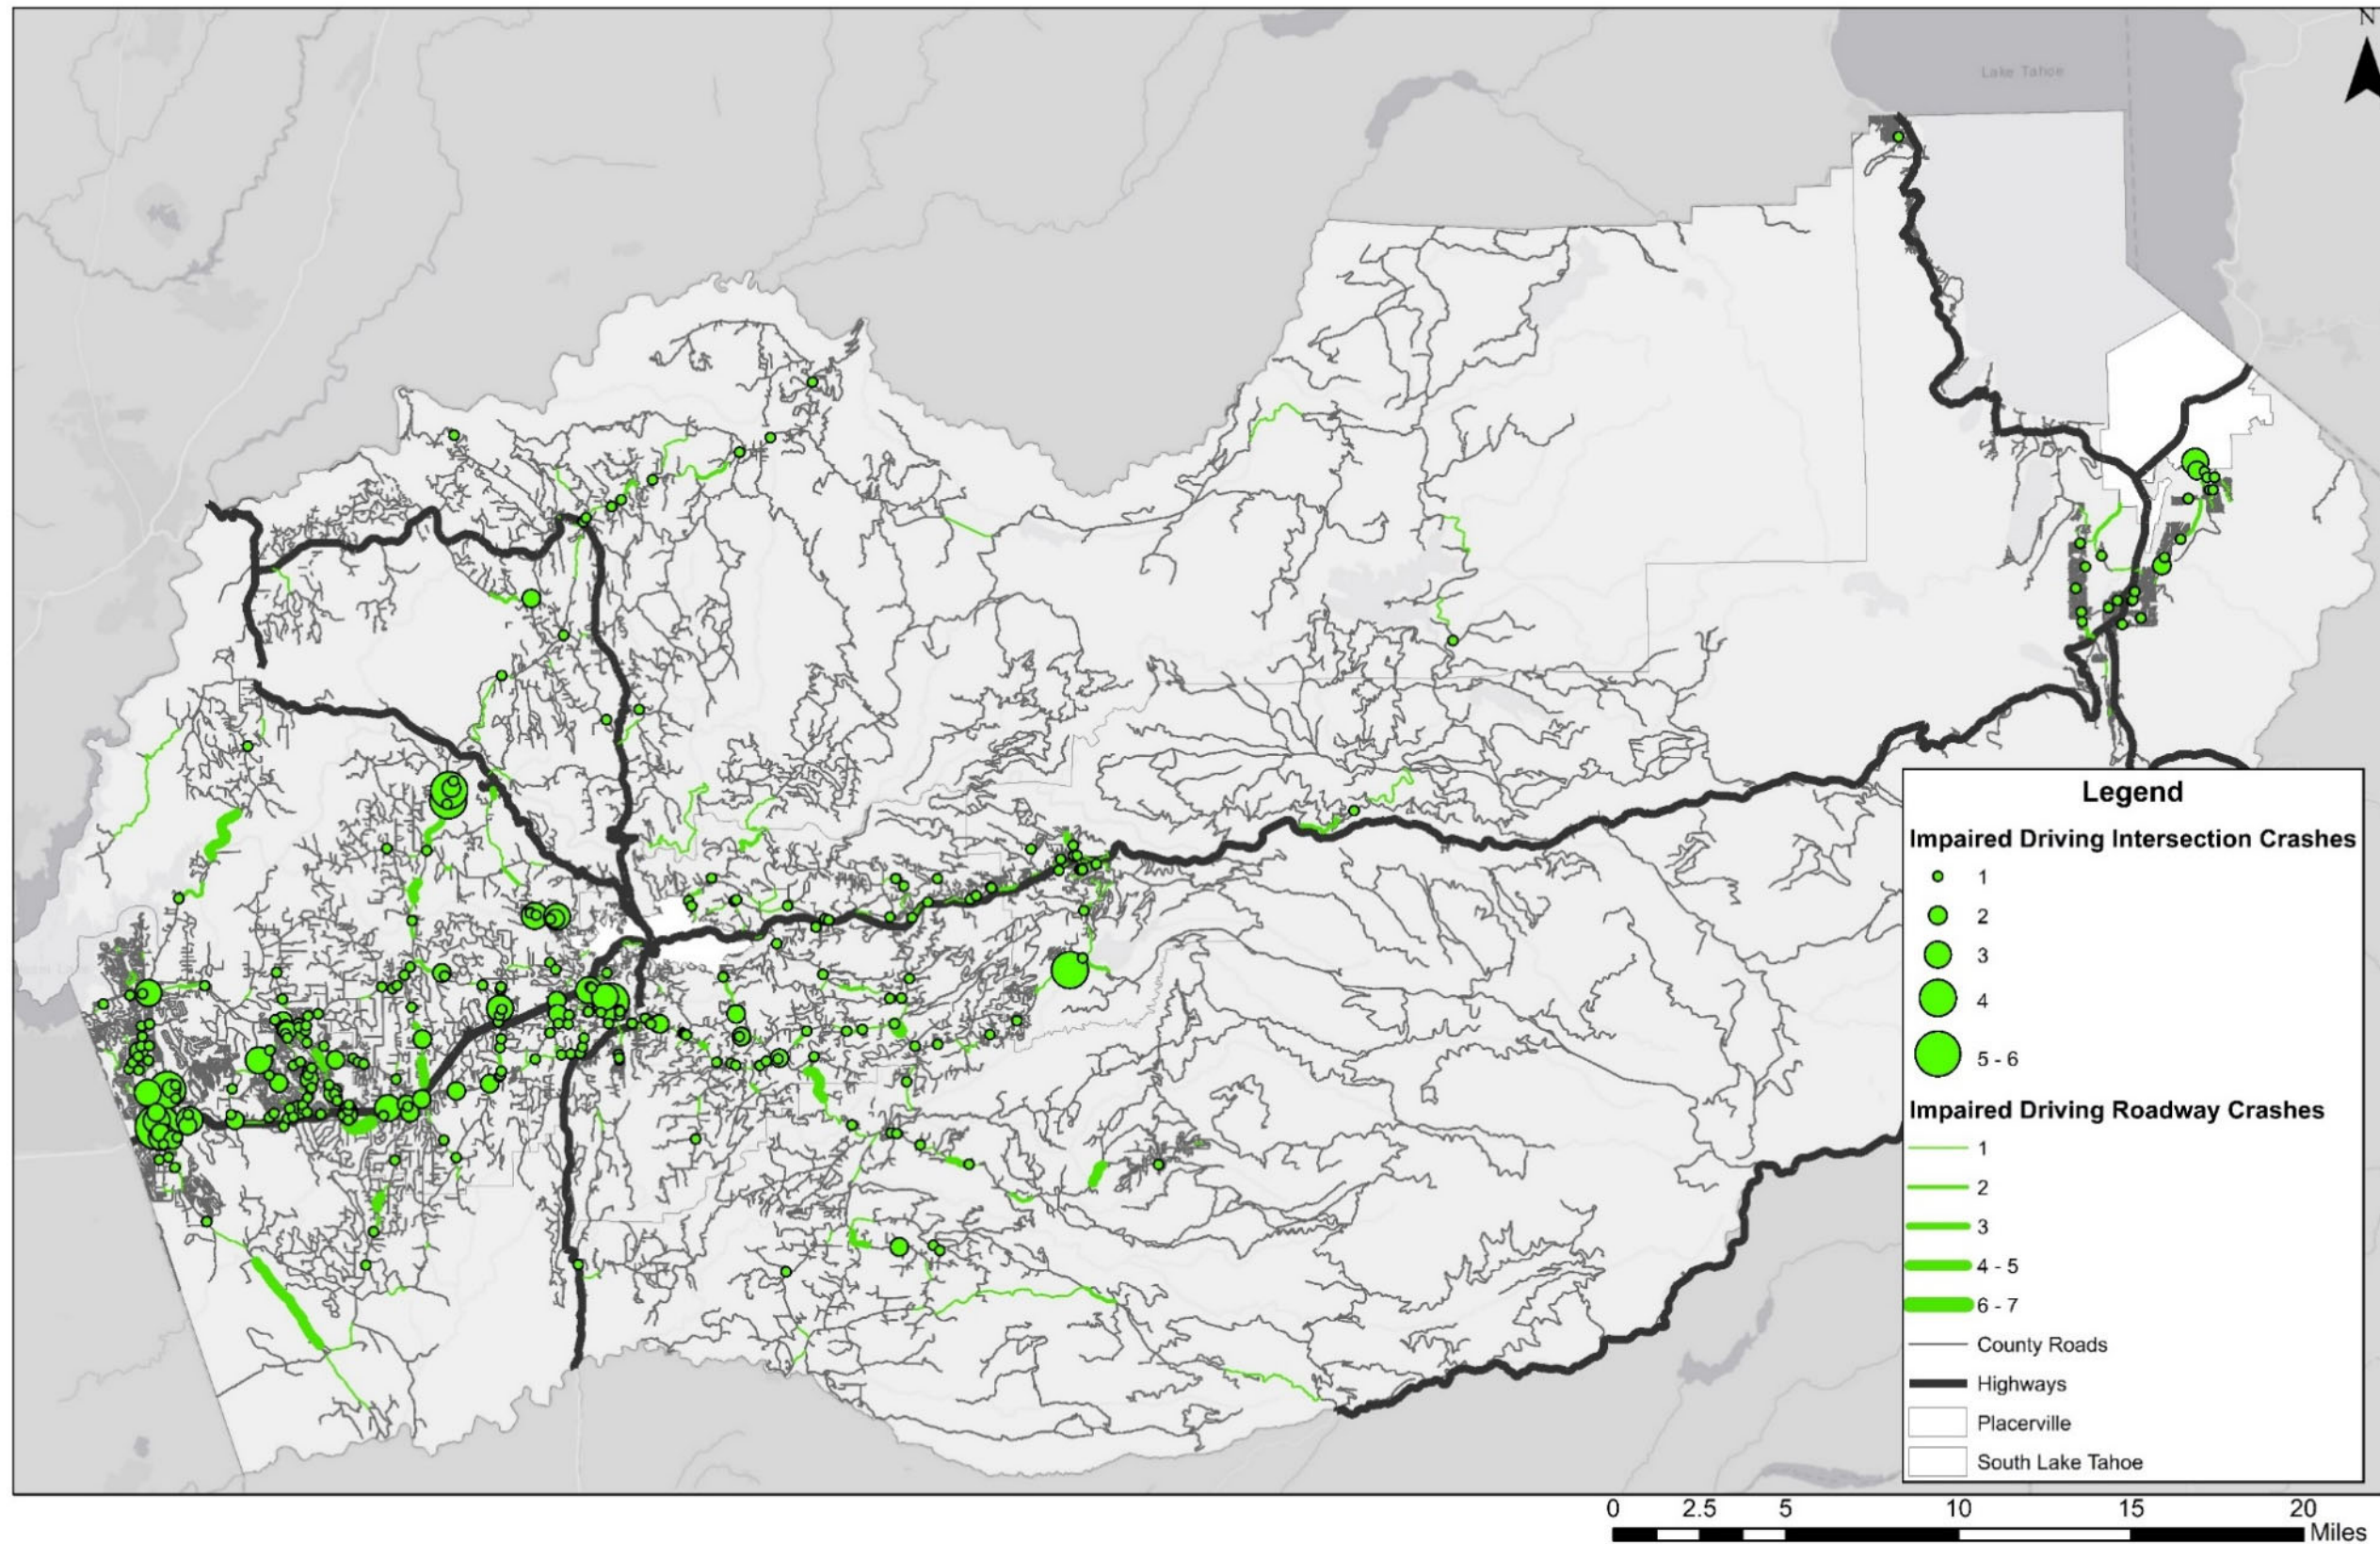 N
Lake Tahoe
Legend
Impaired Driving Intersection Crashes
1
2
3
4
5 - 6
Impaired Driving Roadway Crashes
1
2
3
4 - 5
6 - 7
County Roads
Highways
Placerville
South Lake Tahoe
0 2.5 5 10 15 20
Miles